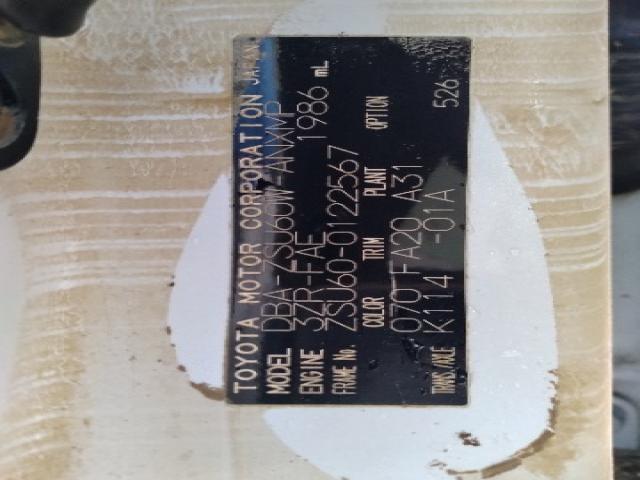 TOYOTA MOTOR CORPORATION JAPAN
MODEL DBA-ZSU60W-ANXMP
ENGINE 3ZR-FAE 1986 mL
FRAME No. ZSU60-0122567
COLOR TRIM PLANT OPTION
070 FA20 A31
TRANS/AXLE K114 -01A 526